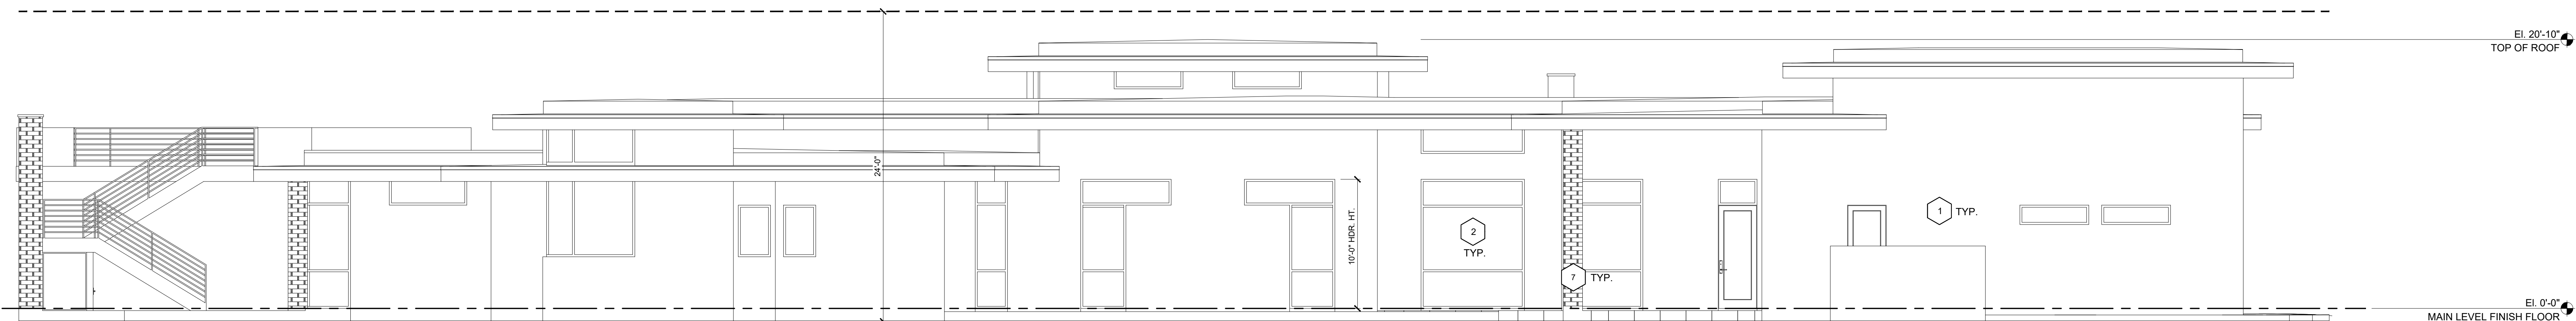 El. 20'-10"
TOP OF ROOF
24'-0"
10'-0" HDR. HT.
1 TYP.
2
TYP.
7 TYP.
El. 0'-0"
MAIN LEVEL FINISH FLOOR